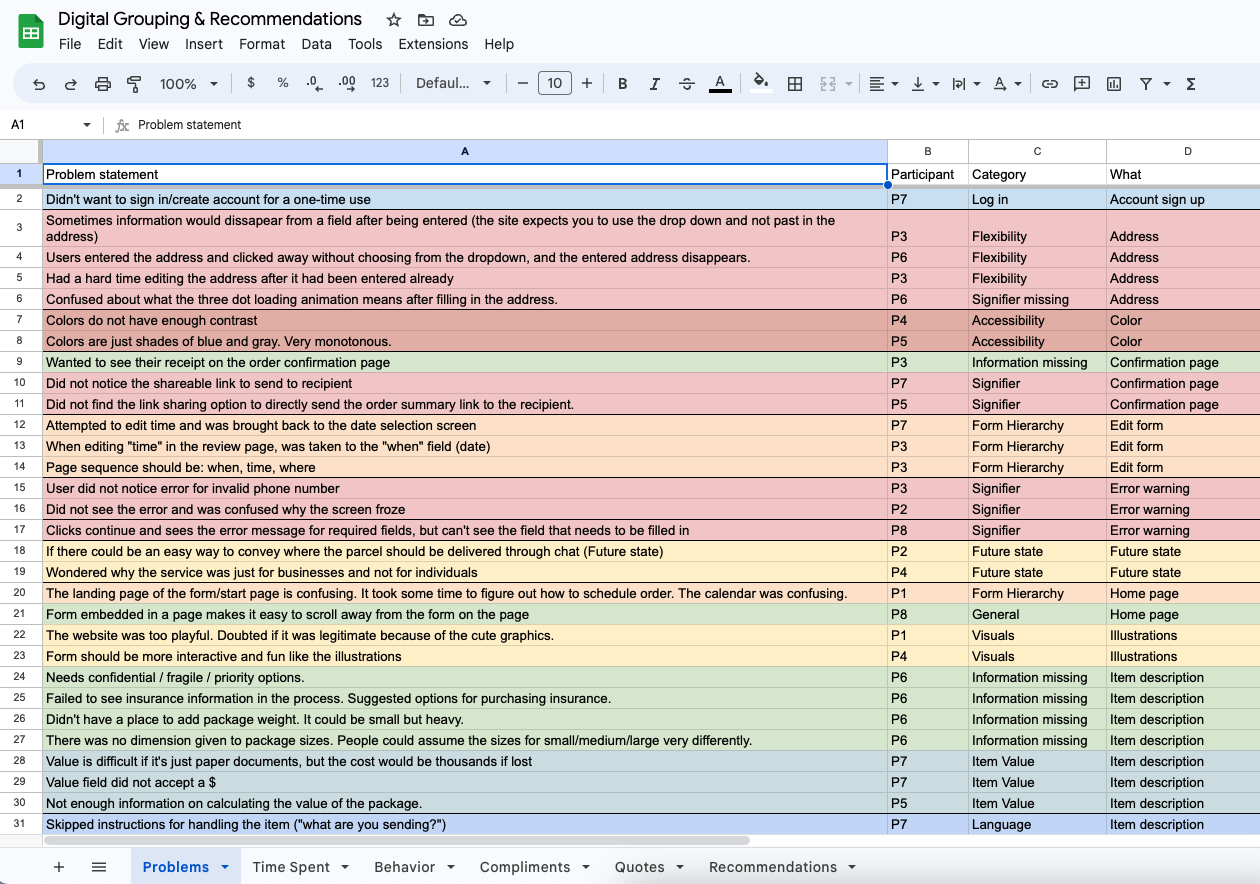 Digital Grouping & Recommendations
File Edit View Insert Format Data Tools Extensions Help
100% $ % .0 .00 123 Defaul... 10 B I S A Σ
A1 fx Problem statement
A B C D
1 Problem statement Participant Category What
2 Didn't want to sign in/create account for a one-time use P7 Log in Account sign up
Sometimes information would dissapear from a field after being entered (the site expects you to use the drop down and not past in the
3 address) P3 Flexibility Address
4 Users entered the address and clicked away without choosing from the dropdown, and the entered address disappears. P6 Flexibility Address
5 Had a hard time editing the address after it had been entered already P3 Flexibility Address
6 Confused about what the three dot loading animation means after filling in the address. P6 Signifier missing Address
7 Colors do not have enough contrast P4 Accessibility Color
8 Colors are just shades of blue and gray. Very monotonous. P5 Accessibility Color
9 Wanted to see their receipt on the order confirmation page P3 Information missing Confirmation page
10 Did not notice the shareable link to send to recipient P7 Signifier Confirmation page
11 Did not find the link sharing option to directly send the order summary link to the recipient. P5 Signifier Confirmation page
12 Attempted to edit time and was brought back to the date selection screen P7 Form Hierarchy Edit form
13 When editing "time" in the review page, was taken to the "when" field (date) P3 Form Hierarchy Edit form
14 Page sequence should be: when, time, where P3 Form Hierarchy Edit form
15 User did not notice error for invalid phone number P3 Signifier Error warning
16 Did not see the error and was confused why the screen froze P2 Signifier Error warning
17 Clicks continue and sees the error message for required fields, but can't see the field that needs to be filled in P8 Signifier Error warning
18 If there could be an easy way to convey where the parcel should be delivered through chat (Future state) P2 Future state Future state
19 Wondered why the service was just for businesses and not for individuals P4 Future state Future state
20 The landing page of the form/start page is confusing. It took some time to figure out how to schedule order. The calendar was confusing. P1 Form Hierarchy Home page
21 Form embedded in a page makes it easy to scroll away from the form on the page P8 General Home page
22 The website was too playful. Doubted if it was legitimate because of the cute graphics. P1 Visuals Illustrations
23 Form should be more interactive and fun like the illustrations P4 Visuals Illustrations
24 Needs confidential / fragile / priority options. P6 Information missing Item description
25 Failed to see insurance information in the process. Suggested options for purchasing insurance. P6 Information missing Item description
26 Didn't have a place to add package weight. It could be small but heavy. P6 Information missing Item description
27 There was no dimension given to package sizes. People could assume the sizes for small/medium/large very differently. P6 Information missing Item description
28 Value is difficult if it's just paper documents, but the cost would be thousands if lost P7 Item Value Item description
29 Value field did not accept a $ P7 Item Value Item description
30 Not enough information on calculating the value of the package. P5 Item Value Item description
31 Skipped instructions for handling the item ("what are you sending?") P7 Language Item description
Problems Time Spent Behavior Compliments Quotes Recommendations